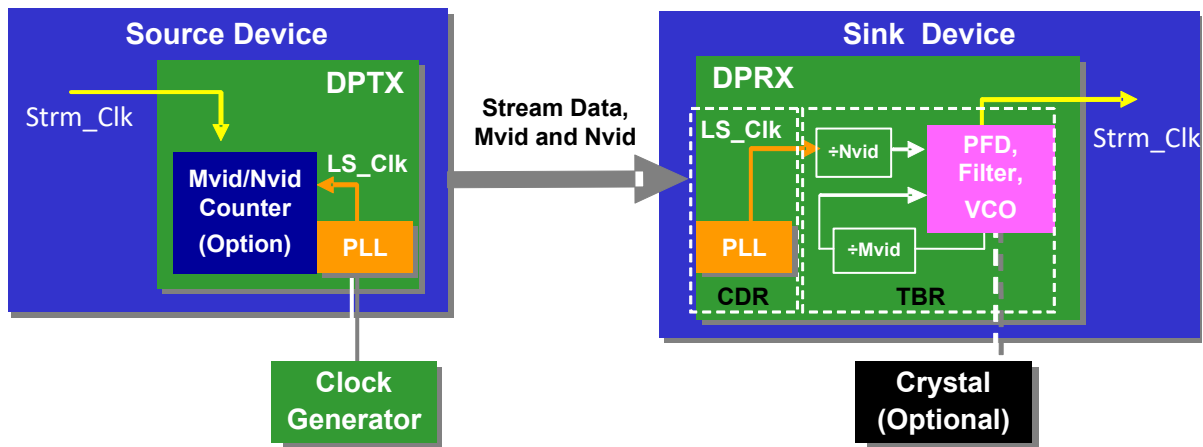 Source Device
DPTX
Strm_Clk
Mvid/Nvid
Counter
(Option)
LS_Clk
PLL
Clock
Generator
Stream Data,
Mvid and Nvid
Sink Device
DPRX
LS_Clk
÷Nvid
PFD,
Filter,
VCO
Strm_Clk
PLL
÷Mvid
CDR
TBR
Crystal
(Optional)